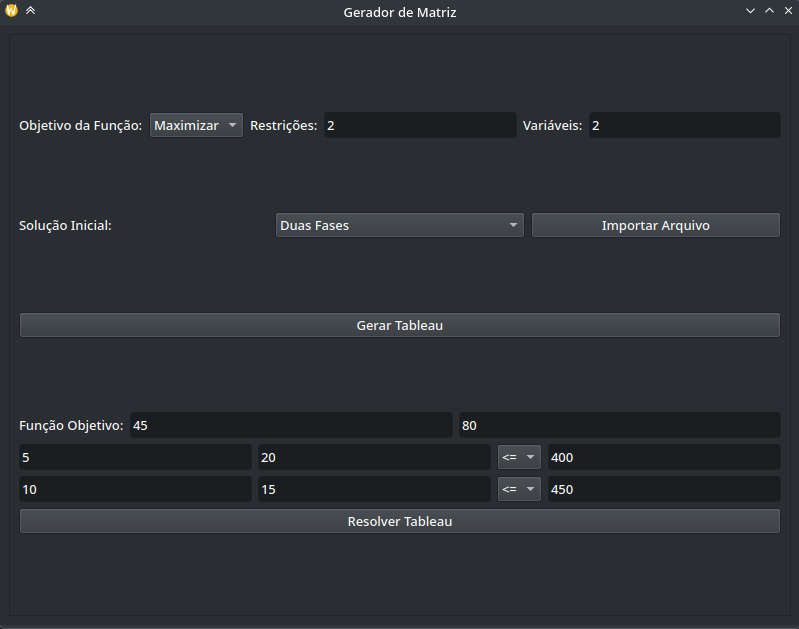 Gerador de Matriz
Objetivo da Função: Maximizar Restrições: 2 Variáveis: 2
Solução Inicial: Duas Fases Importar Arquivo
Gerar Tableau
Função Objetivo: 45 80
5 20 <= 400
10 15 <= 450
Resolver Tableau